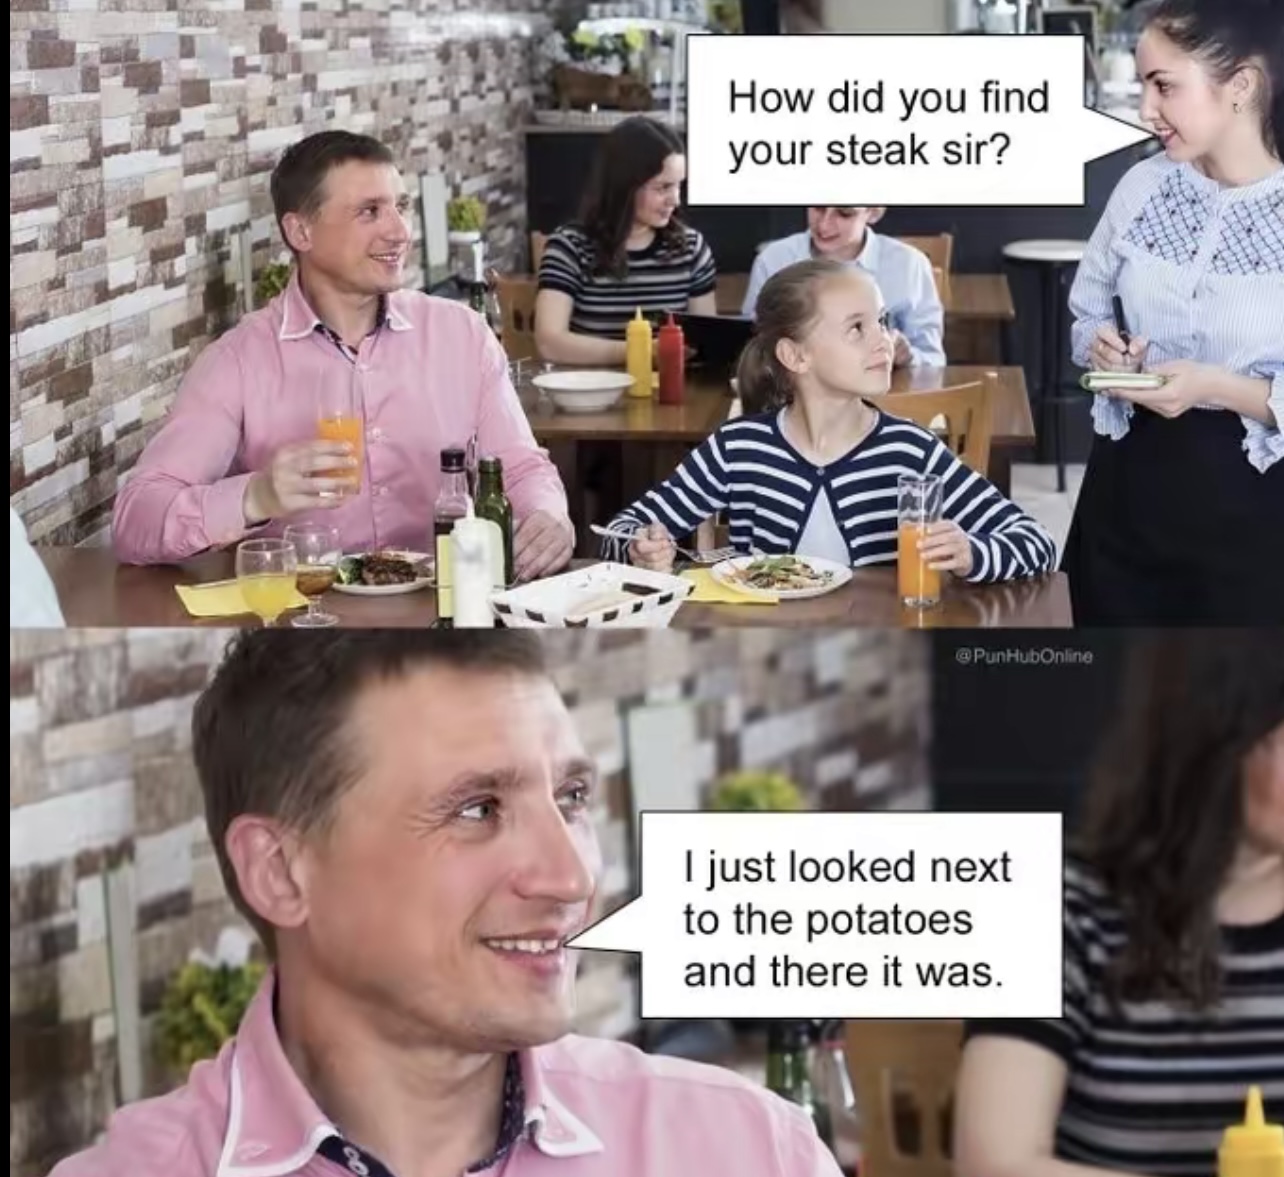 How did you find
your steak sir?
@PunHubOnline
I just looked next
to the potatoes
and there it was.